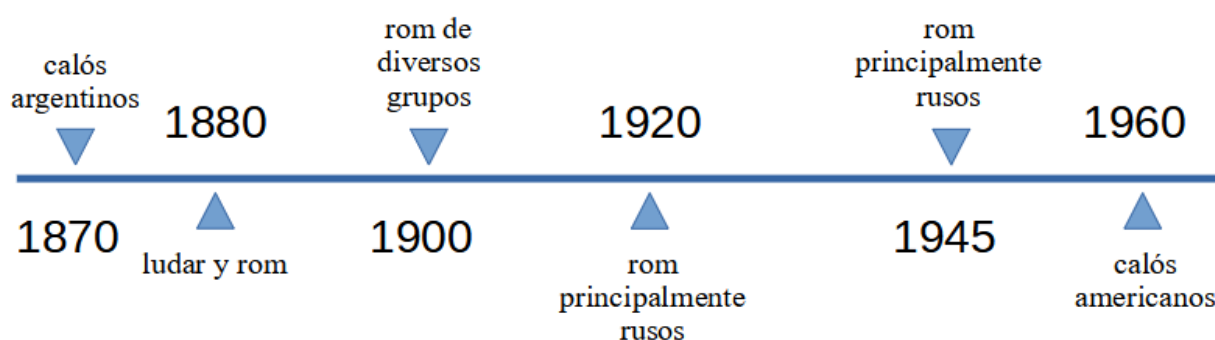 calós
argentinos
1870
1880
ludar y rom
rom de
diversos
grupos
1900
1920
rom
principalmente
rusos
rom
principalmente
rusos
1945
1960
calós
americanos